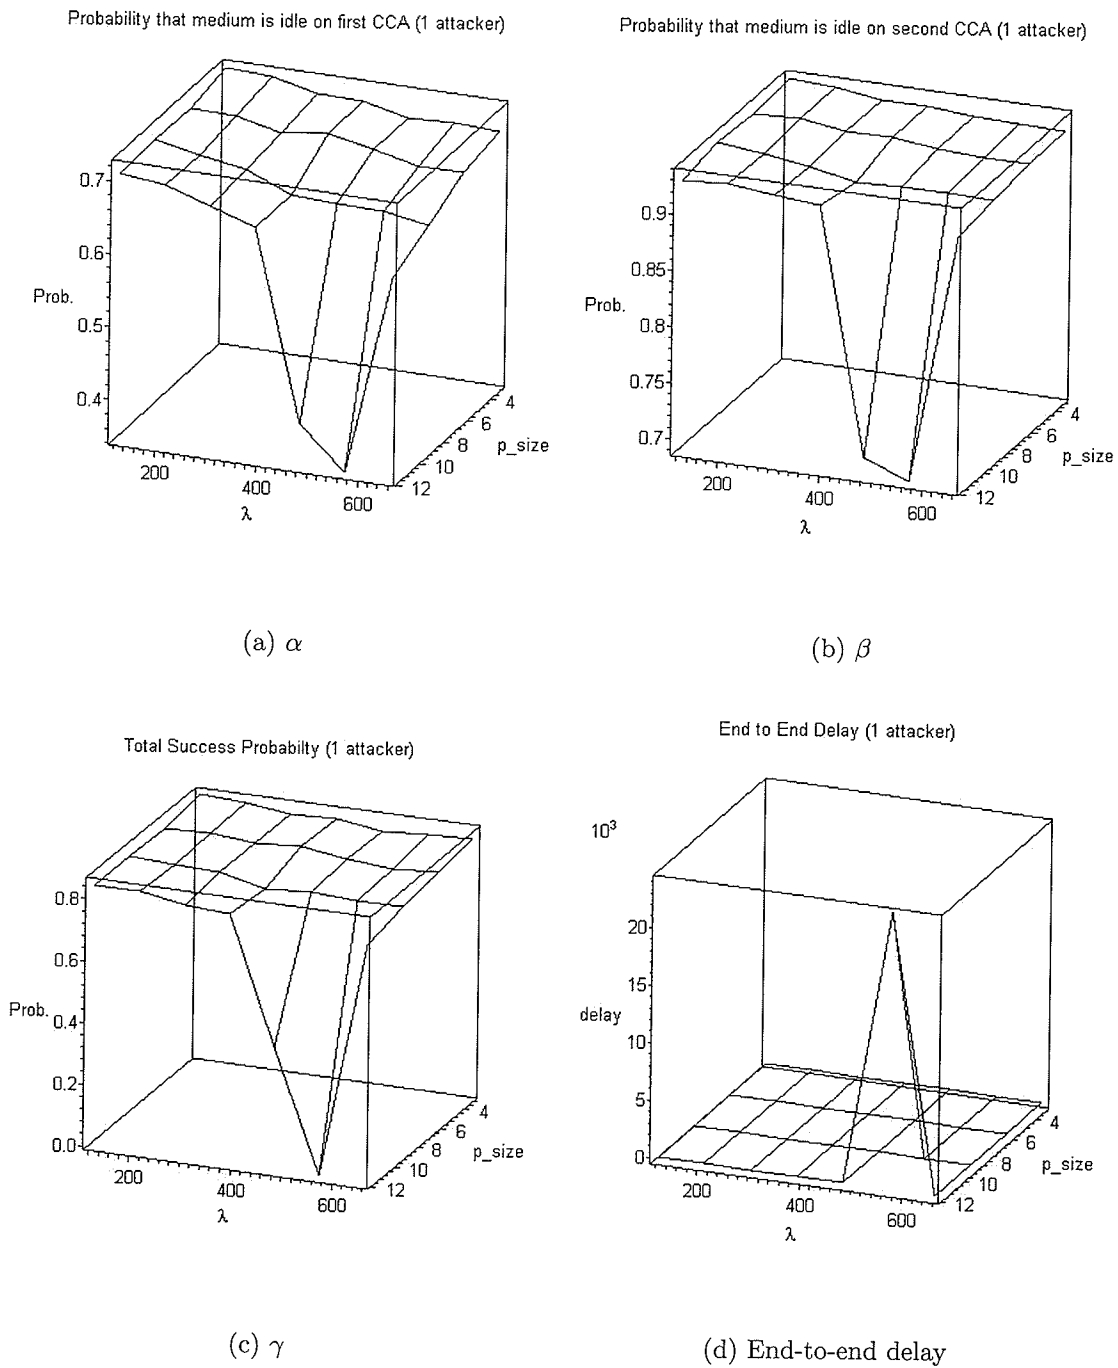 Probability that medium is idle on first CCA (1 attacker)
0.7
0.6
Prob.
0.5
0.4
200
400
600
λ
4
6
8
10
12
p_size
(a) α
Probability that medium is idle on second CCA (1 attacker)
0.9
0.85
Prob.
0.8
0.75
0.7
200
400
600
λ
4
6
8
10
12
p_size
(b) β
Total Success Probabilty (1 attacker)
0.8
0.6
Prob.
0.4
0.2
0.0
200
400
600
λ
4
6
8
10
12
p_size
(c) γ
End to End Delay (1 attacker)
10³
20
15
delay
10
5
0
200
400
600
λ
4
6
8
10
12
p_size
(d) End-to-end delay